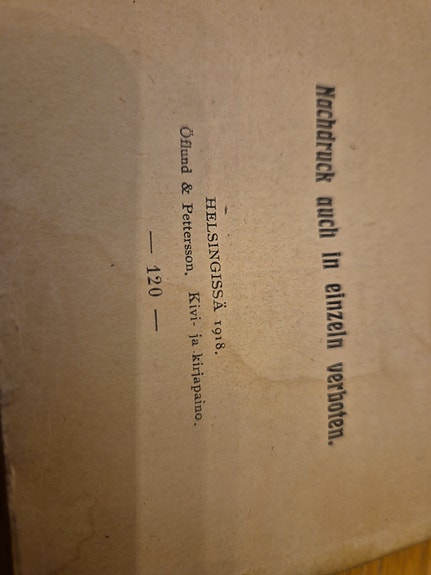 Nachdruck auch in einzeln verboten.
HELSINGISSÄ 1918.
Öflund & Pettersson, Kivi- ja kirjapaino.
— 120 —